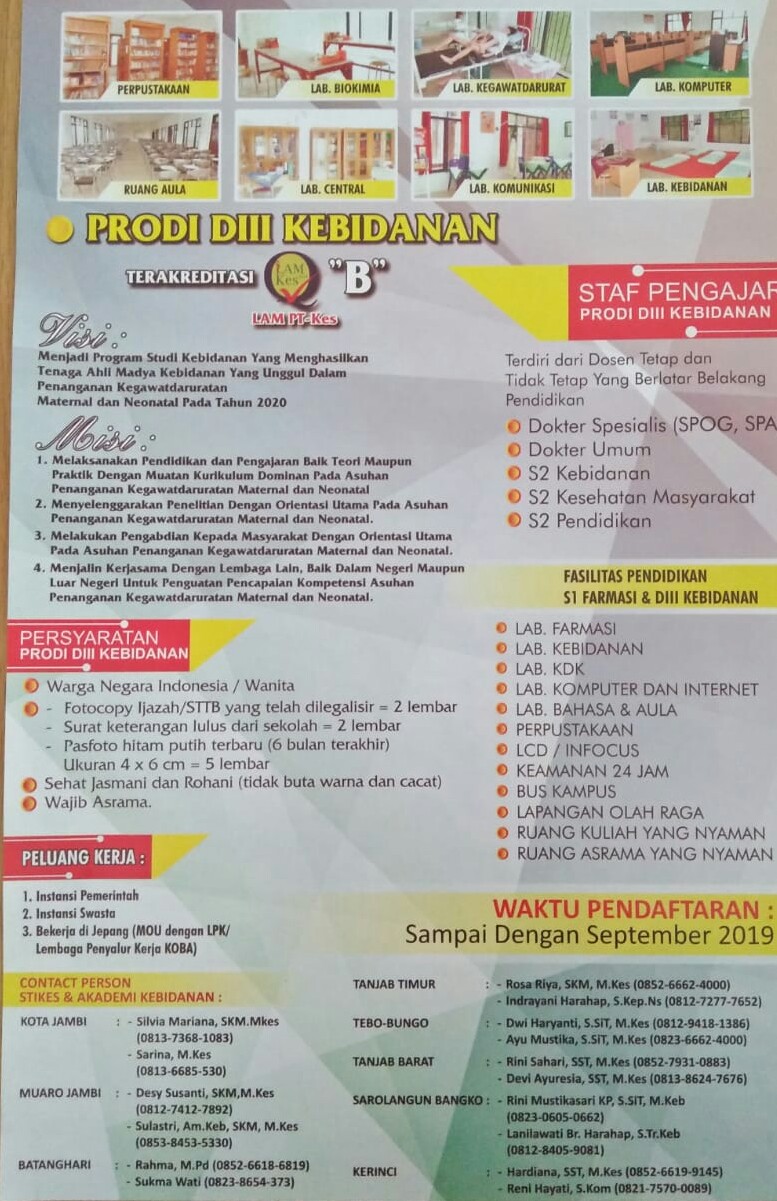 PERPUSTAKAAN
LAB. BIOKIMIA
LAB. KEGAWATDARURAT
LAB. KOMPUTER
RUANG AULA
LAB. CENTRAL
LAB. KOMUNIKASI
LAB. KEBIDANAN
PRODI DIII KEBIDANAN
TERAKREDITASI LAM Kes "B"
LAM PT-Kes
Visi :
Menjadi Program Studi Kebidanan Yang Menghasilkan
Tenaga Ahli Madya Kebidanan Yang Unggul Dalam
Penanganan Kegawatdaruratan
Maternal dan Neonatal Pada Tahun 2020
Misi :
1. Melaksanakan Pendidikan dan Pengajaran Baik Teori Maupun
Praktik Dengan Muatan Kurikulum Dominan Pada Asuhan
Penanganan Kegawatdaruratan Maternal dan Neonatal
2. Menyelenggarakan Penelitian Dengan Orientasi Utama Pada Asuhan
Penanganan Kegawatdaruratan Maternal dan Neonatal.
3. Melakukan Pengabdian Kepada Masyarakat Dengan Orientasi Utama
Pada Asuhan Penanganan Kegawatdaruratan Maternal dan Neonatal.
4. Menjalin Kerjasama Dengan Lembaga Lain, Baik Dalam Negeri Maupun
Luar Negeri Untuk Penguatan Pencapaian Kompetensi Asuhan
Penanganan Kegawatdaruratan Maternal dan Neonatal.
STAF PENGAJAR
PRODI DIII KEBIDANAN
Terdiri dari Dosen Tetap dan
Tidak Tetap Yang Berlatar Belakang
Pendidikan
Dokter Spesialis (SPOG, SPA
Dokter Umum
S2 Kebidanan
S2 Kesehatan Masyarakat
S2 Pendidikan
PERSYARATAN
PRODI DIII KEBIDANAN
Warga Negara Indonesia / Wanita
- Fotocopy Ijazah/STTB yang telah dilegalisir = 2 lembar
- Surat keterangan lulus dari sekolah = 2 lembar
- Pasfoto hitam putih terbaru (6 bulan terakhir)
Ukuran 4 x 6 cm = 5 lembar
Sehat Jasmani dan Rohani (tidak buta warna dan cacat)
Wajib Asrama.
FASILITAS PENDIDIKAN
S1 FARMASI & DIII KEBIDANAN
LAB. FARMASI
LAB. KEBIDANAN
LAB. KDK
LAB. KOMPUTER DAN INTERNET
LAB. BAHASA & AULA
PERPUSTAKAAN
LCD / INFOCUS
KEAMANAN 24 JAM
BUS KAMPUS
LAPANGAN OLAH RAGA
RUANG KULIAH YANG NYAMAN
RUANG ASRAMA YANG NYAMAN
PELUANG KERJA :
1. Instansi Pemerintah
2. Instansi Swasta
3. Bekerja di Jepang (MOU dengan LPK/
Lembaga Penyalur Kerja KOBA)
WAKTU PENDAFTARAN :
Sampai Dengan September 2019
CONTACT PERSON
STIKES & AKADEMI KEBIDANAN :
KOTA JAMBI : - Silvia Mariana, SKM.Mkes
(0813-7368-1083)
- Sarina, M.Kes
(0813-6685-530)
MUARO JAMBI : - Desy Susanti, SKM,M.Kes
(0812-7412-7892)
- Sulastri, Am.Keb, SKM, M.Kes
(0853-8453-5330)
BATANGHARI : - Rahma, M.Pd (0852-6618-6819)
- Sukma Wati (0823-8654-373)
TANJAB TIMUR : - Rosa Riya, SKM, M.Kes (0852-6662-4000)
- Indrayani Harahap, S.Kep.Ns (0812-7277-7652)
TEBO-BUNGO : - Dwi Haryanti, S.SiT, M.Kes (0812-9418-1386)
- Ayu Mustika, S.SiT, M.Kes (0823-6662-4000)
TANJAB BARAT : - Rini Sahari, SST, M.Kes (0852-7931-0883)
- Devi Ayuresia, SST, M.Kes (0813-8624-7676)
SAROLANGUN BANGKO : - Rini Mustikasari KP, S.SiT, M.Keb
(0823-0605-0662)
- Lanilawati Br. Harahap, S.Tr.Keb
(0812-8405-9081)
KERINCI : - Hardiana, SST, M.Kes (0852-6619-9145)
- Reni Hayati, S.Kom (0821-7570-0089)